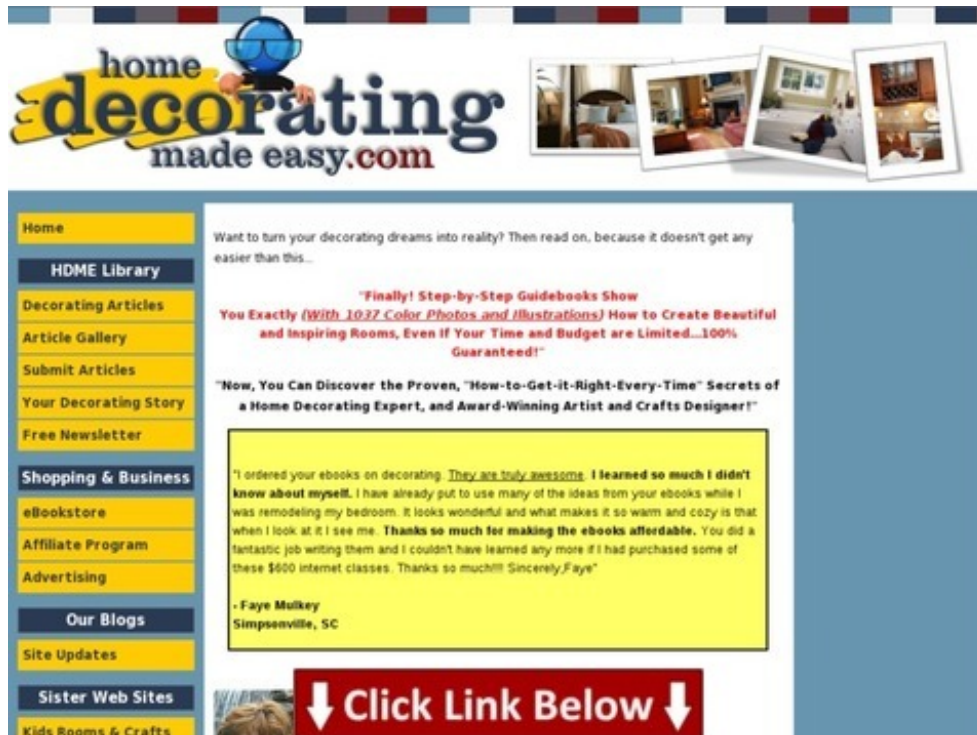 home
decorating
made easy.com
Home
HDME Library
Decorating Articles
Article Gallery
Submit Articles
Your Decorating Story
Free Newsletter
Shopping & Business
eBookstore
Affiliate Program
Advertising
Our Blogs
Site Updates
Sister Web Sites
Kids Rooms & Crafts
Want to turn your decorating dreams into reality? Then read on, because it doesn't get any
easier than this...
"Finally! Step-by-Step Guidebooks Show
You Exactly (With 1037 Color Photos and Illustrations) How to Create Beautiful
and Inspiring Rooms, Even If Your Time and Budget are Limited...100%
Guaranteed!"
"Now, You Can Discover the Proven, "How-to-Get-it-Right-Every-Time" Secrets of
a Home Decorating Expert, and Award-Winning Artist and Crafts Designer!"
"I ordered your ebooks on decorating. They are truly awesome. I learned so much I didn't
know about myself. I have already put to use many of the ideas from your ebooks while I
was remodeling my bedroom. It looks wonderful and what makes it so warm and cozy is that
when I look at it I see me. Thanks so much for making the ebooks affordable. You did a
fantastic job writing them and I couldn't have learned any more if I had purchased some of
these $600 internet classes. Thanks so much!!!! Sincerely,Faye"
- Faye Mulkey
Simpsonville, SC
Click Link Below